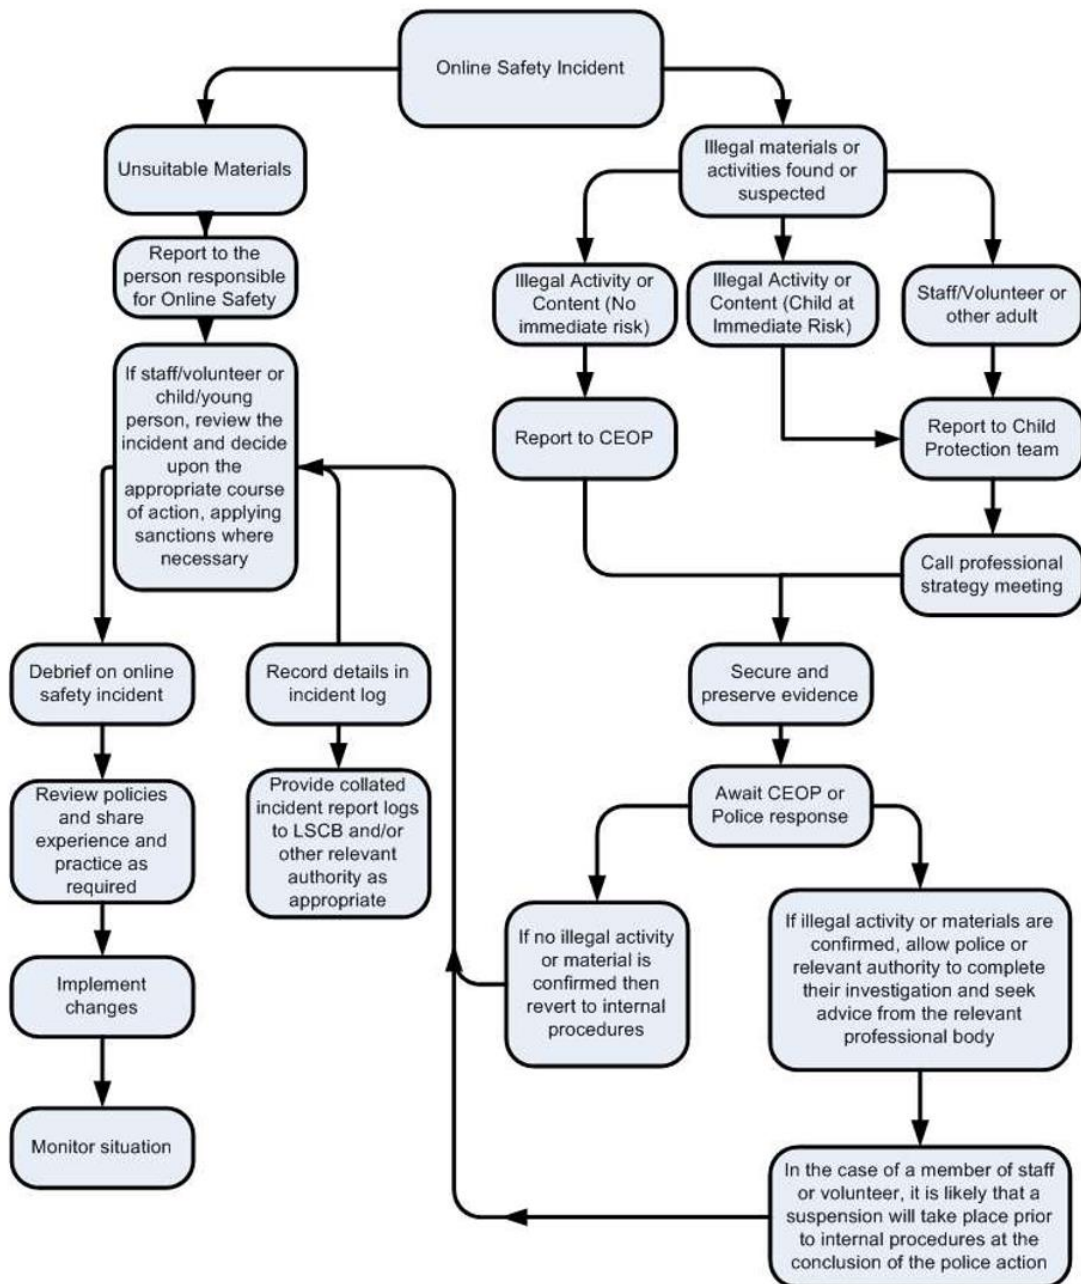 Online Safety Incident
Unsuitable Materials
Report to the
person responsible
for Online Safety
If staff/volunteer or
child/young
person, review the
incident and decide
upon the
appropriate course
of action, applying
sanctions where
necessary
Debrief on online
safety incident
Review policies
and share
experience and
practice as
required
Implement
changes
Monitor situation
Record details in
incident log
Provide collated
incident report logs
to LSCB and/or
other relevant
authority as
appropriate
Illegal materials or
activities found or
suspected
Illegal Activity or
Content (No
immediate risk)
Report to CEOP
Illegal Activity or
Content (Child at
Immediate Risk)
Staff/Volunteer or
other adult
Report to Child
Protection team
Call professional
strategy meeting
Secure and
preserve evidence
Await CEOP or
Police response
If no illegal activity
or material is
confirmed then
revert to internal
procedures
If illegal activity or materials are
confirmed, allow police or
relevant authority to complete
their investigation and seek
advice from the relevant
professional body
In the case of a member of staff
or volunteer, it is likely that a
suspension will take place prior
to internal procedures at the
conclusion of the police action